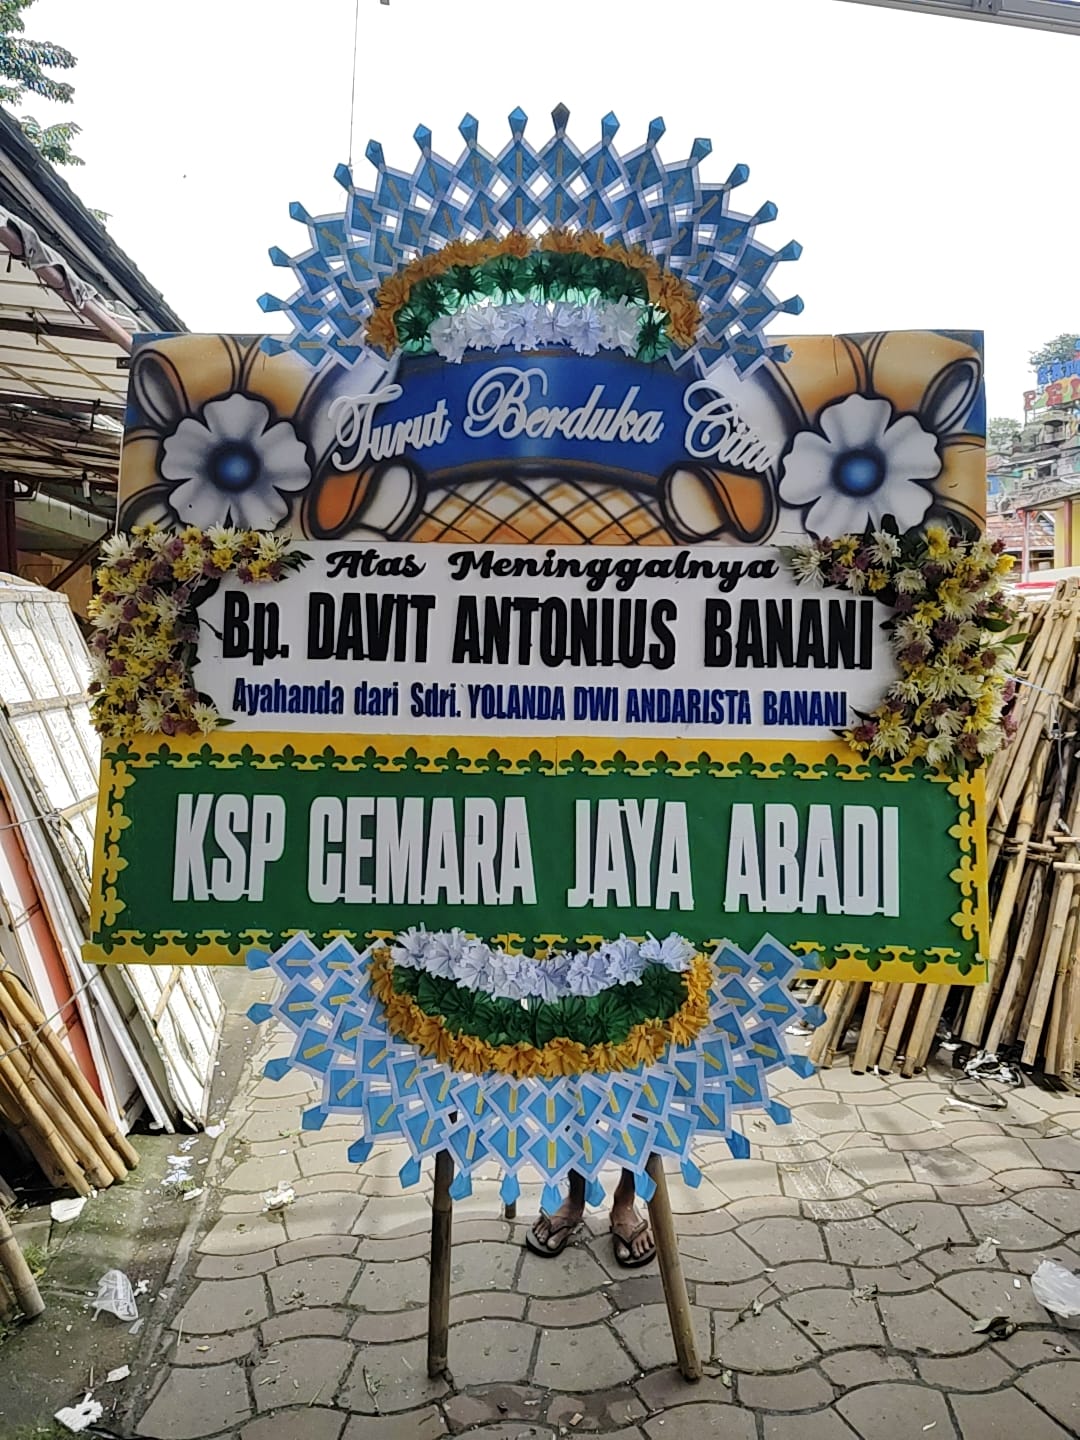 Turut Berduka Cita
Atas Meninggalnya
Bp. DAVIT ANTONIUS BANANI
Ayahanda dari Sdri. YOLANDA DWI ANDARISTA BANANI
KSP CEMARA JAYA ABADI